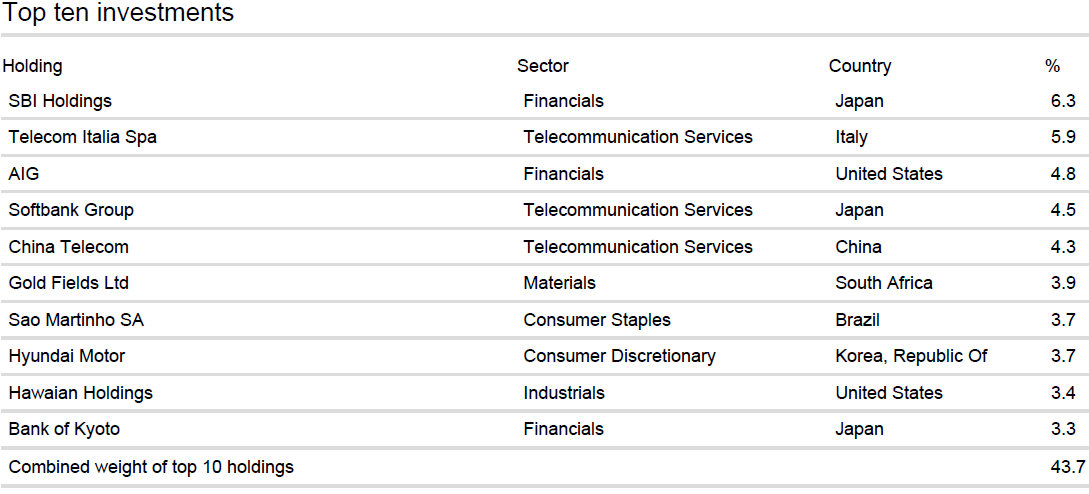 Top ten investments
Holding Sector Country %
SBI Holdings Financials Japan 6.3
Telecom Italia Spa Telecommunication Services Italy 5.9
AIG Financials United States 4.8
Softbank Group Telecommunication Services Japan 4.5
China Telecom Telecommunication Services China 4.3
Gold Fields Ltd Materials South Africa 3.9
Sao Martinho SA Consumer Staples Brazil 3.7
Hyundai Motor Consumer Discretionary Korea, Republic Of 3.7
Hawaian Holdings Industrials United States 3.4
Bank of Kyoto Financials Japan 3.3
Combined weight of top 10 holdings 43.7